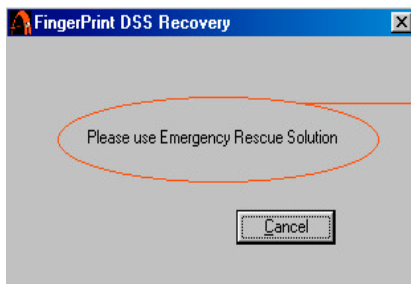 FingerPrint DSS Recovery
Please use Emergency Rescue Solution
Cancel